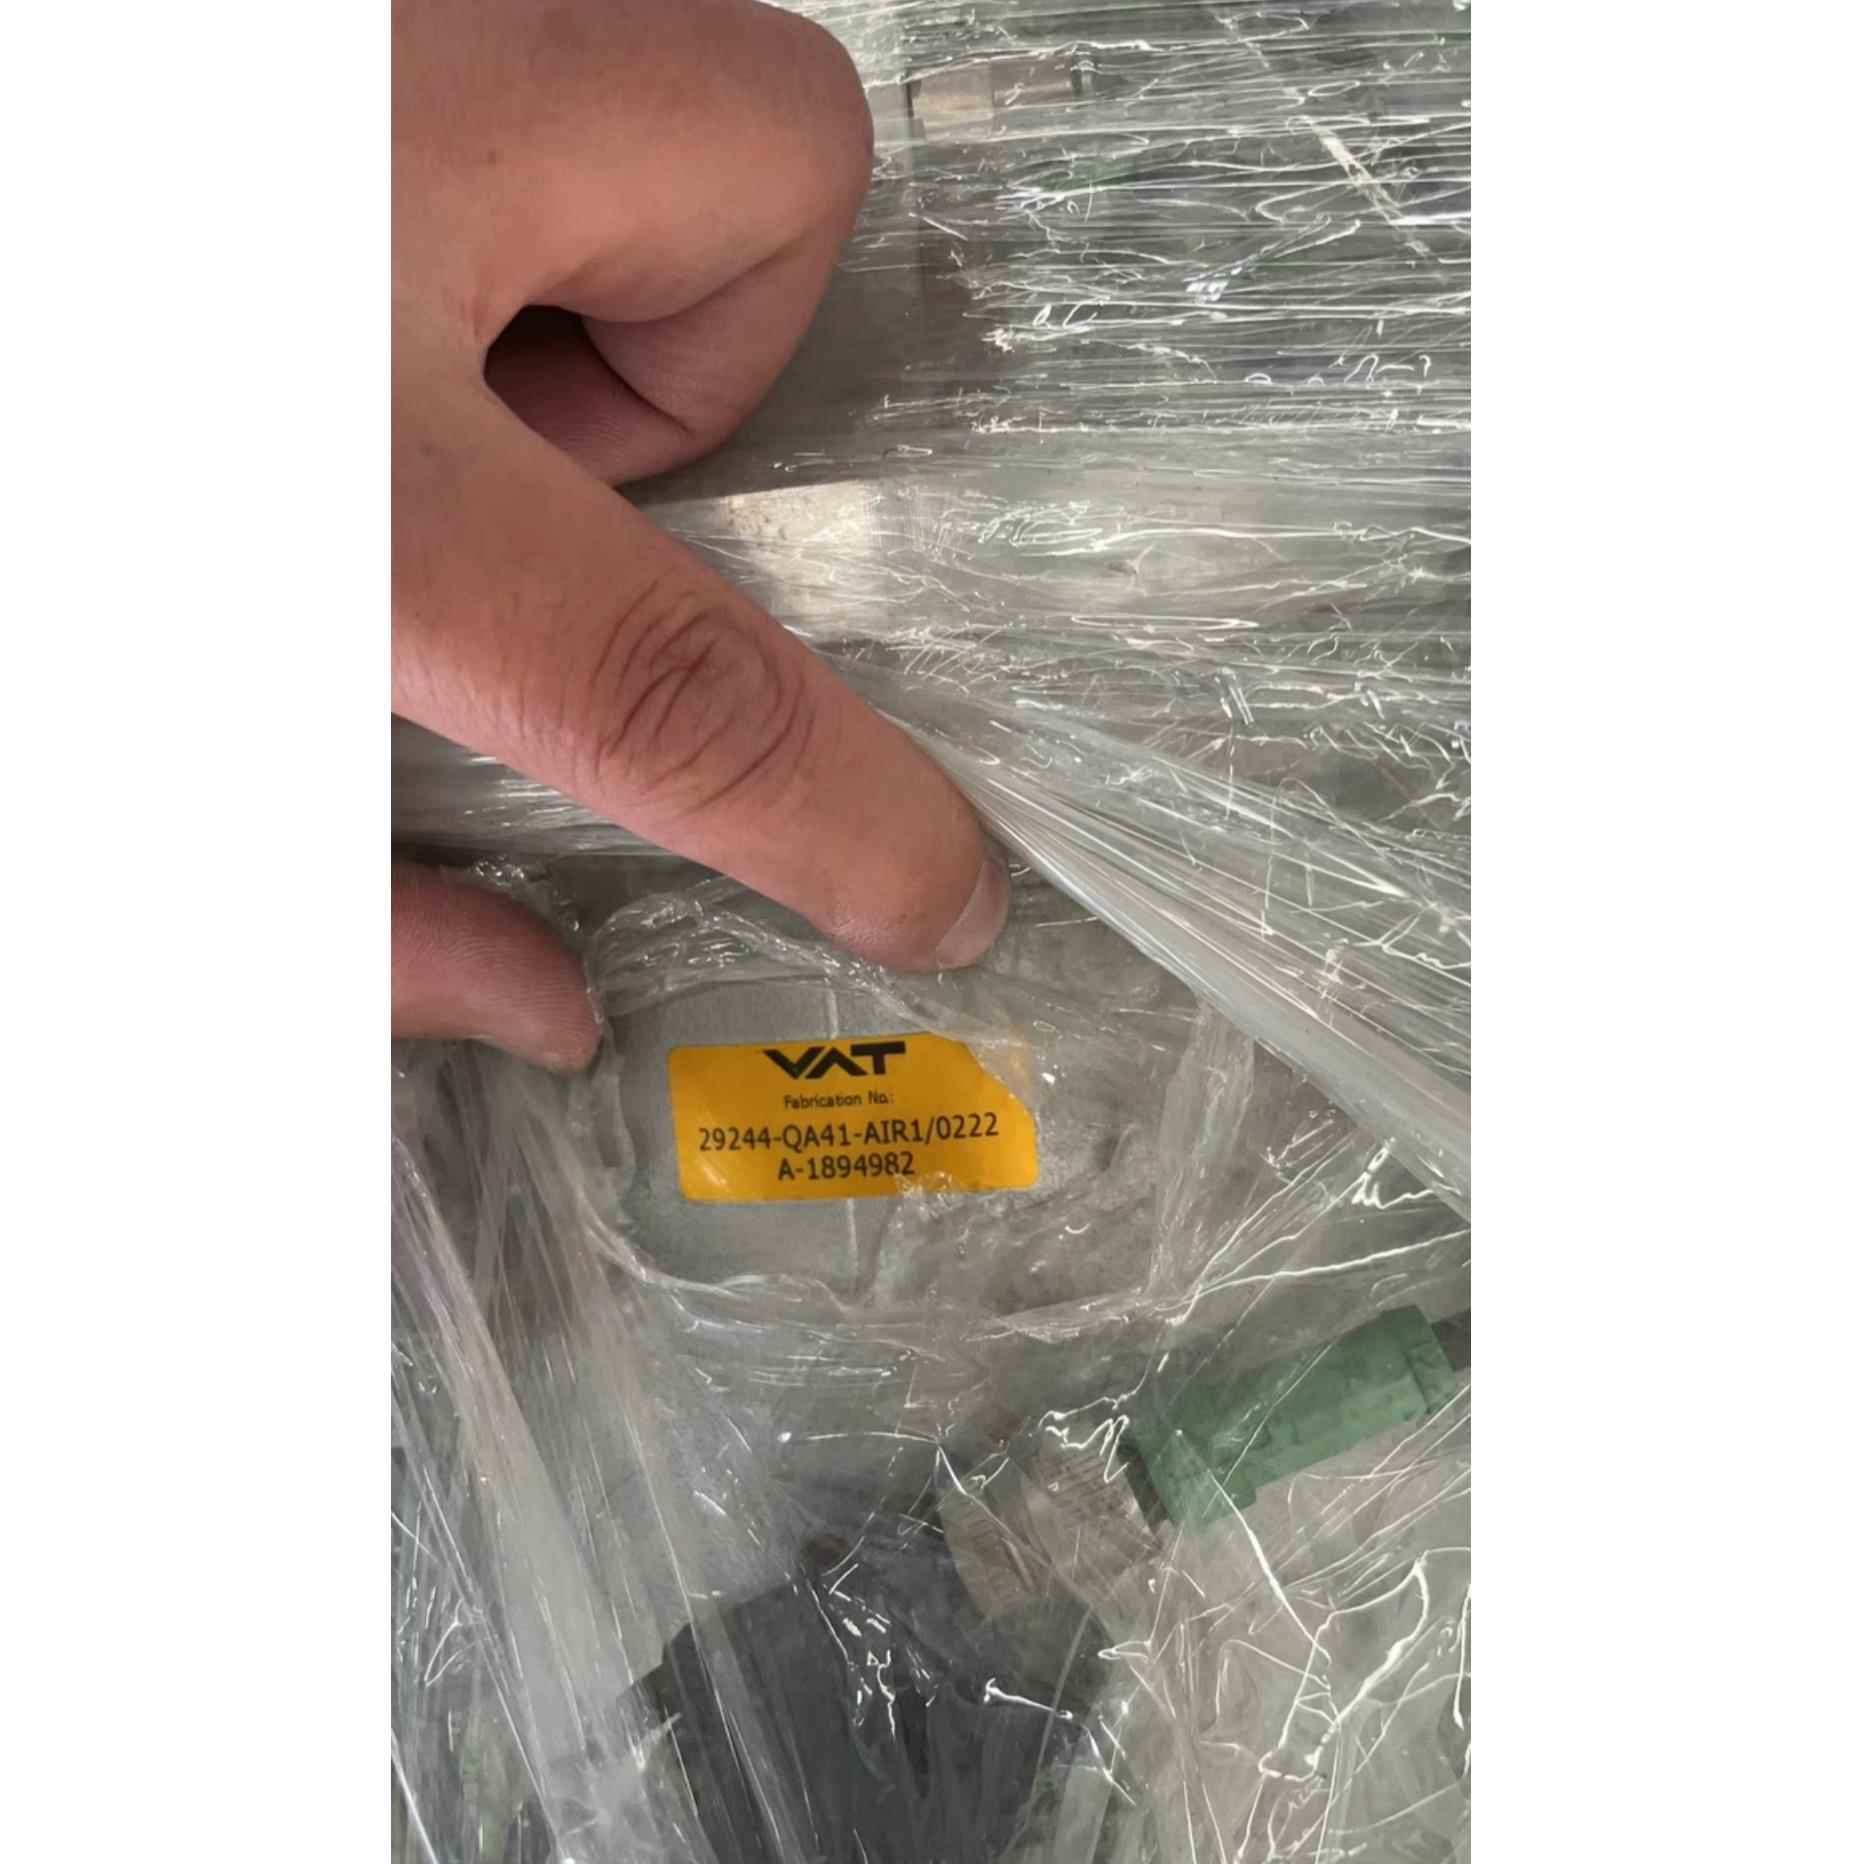 VAT
Fabrication No.:
29244-QA41-AIR1/0222
A-1894982